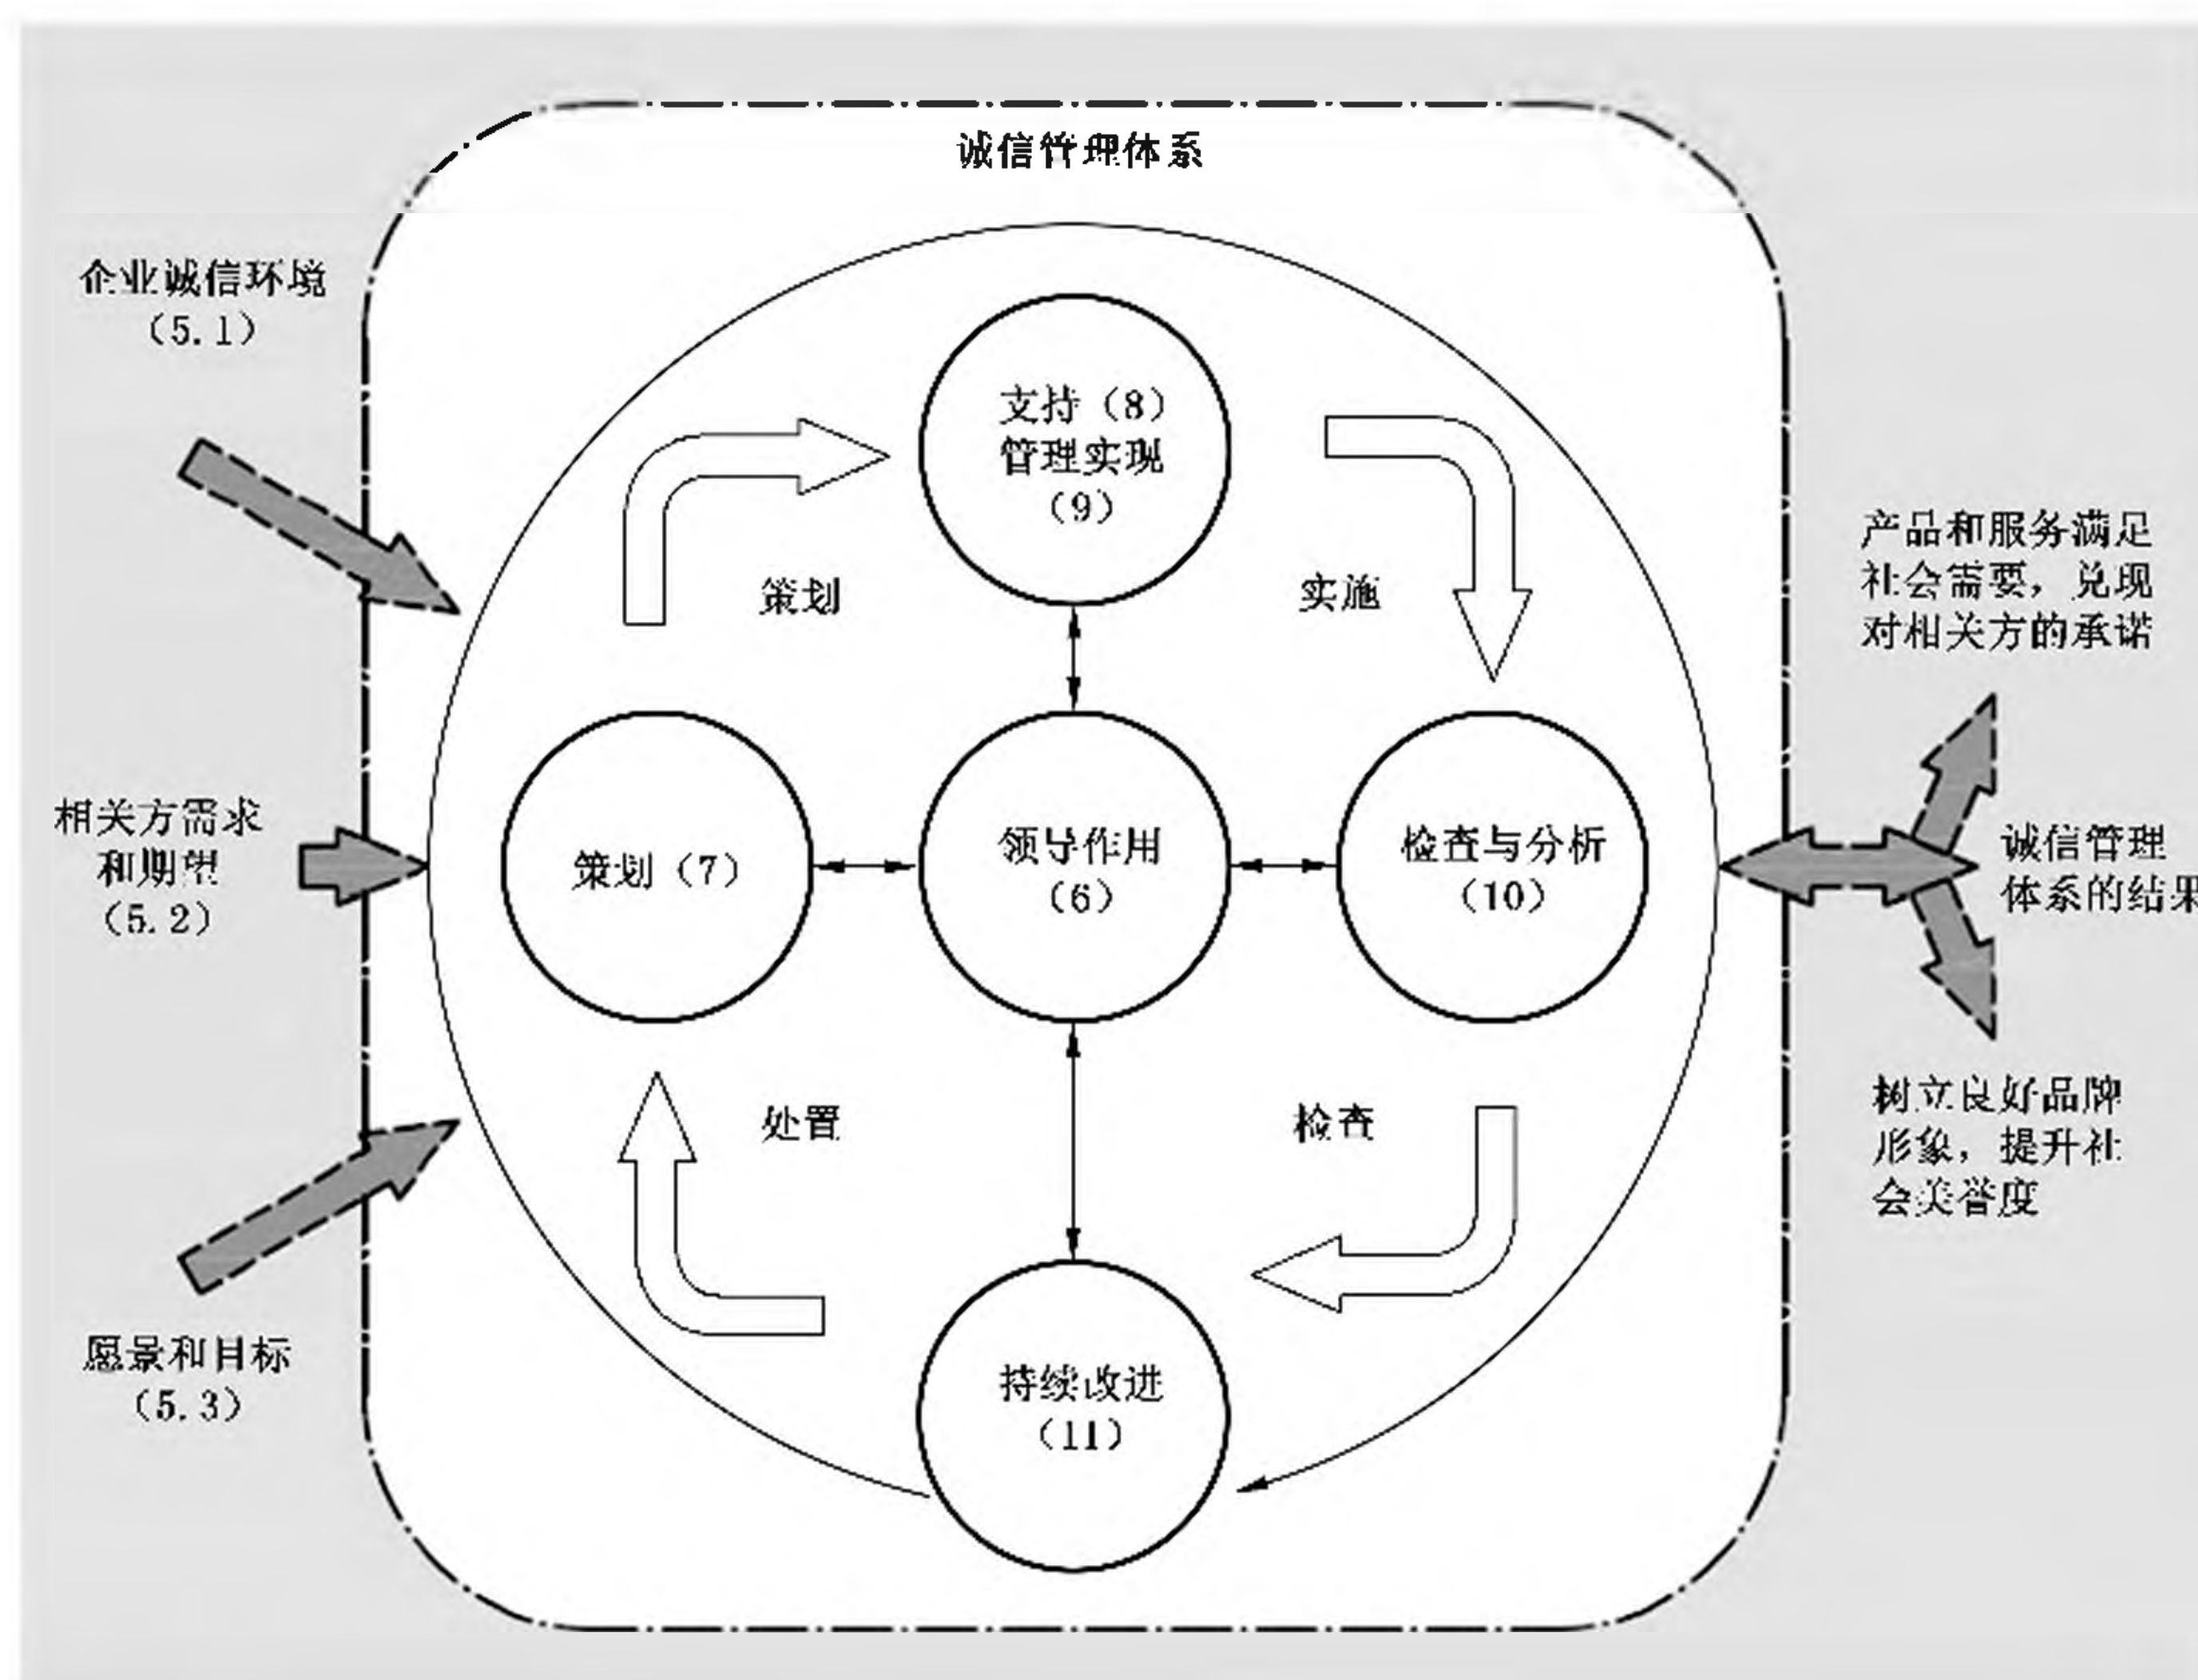 诚信管理体系
企业诚信环境
（5.1）
支持（8）
管理实现
（9）
策划
实施
产品和服务满足
社会需要，兑现
对相关方的承诺
相关方需求
和期望
（5.2）
策划（7）
领导作用
（6）
检查与分析
（10）
诚信管理
体系的结果
处置
检查
树立良好品牌
形象，提升社
会美誉度
愿景和目标
（5.3）
持续改进
（11）